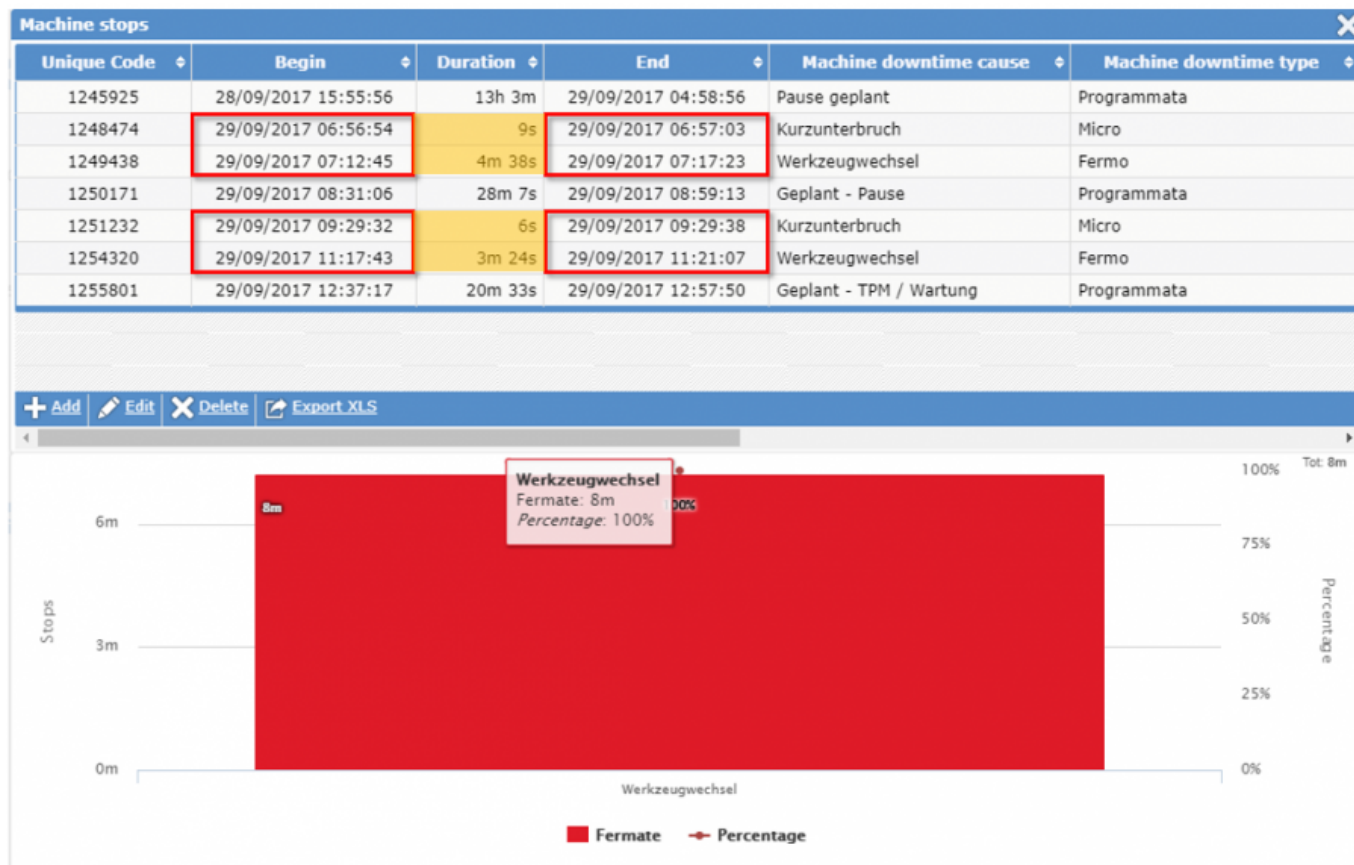 Machine stops
Unique Code Begin Duration End Machine downtime cause Machine downtime type
1245925 28/09/2017 15:55:56 13h 3m 29/09/2017 04:58:56 Pause geplant Programmata
1248474 29/09/2017 06:56:54 9s 29/09/2017 06:57:03 Kurzunterbruch Micro
1249438 29/09/2017 07:12:45 4m 38s 29/09/2017 07:17:23 Werkzeugwechsel Fermo
1250171 29/09/2017 08:31:06 28m 7s 29/09/2017 08:59:13 Geplant - Pause Programmata
1251232 29/09/2017 09:29:32 6s 29/09/2017 09:29:38 Kurzunterbruch Micro
1254320 29/09/2017 11:17:43 3m 24s 29/09/2017 11:21:07 Werkzeugwechsel Fermo
1255801 29/09/2017 12:37:17 20m 33s 29/09/2017 12:57:50 Geplant - TPM / Wartung Programmata
Add Edit Delete Export XLS
Tot: 8m
Werkzeugwechsel
Fermate: 8m
Percentage: 100%
8m
100%
Stops
6m
3m
0m
100%
75%
50%
25%
0%
Percentage
Werkzeugwechsel
Fermate Percentage